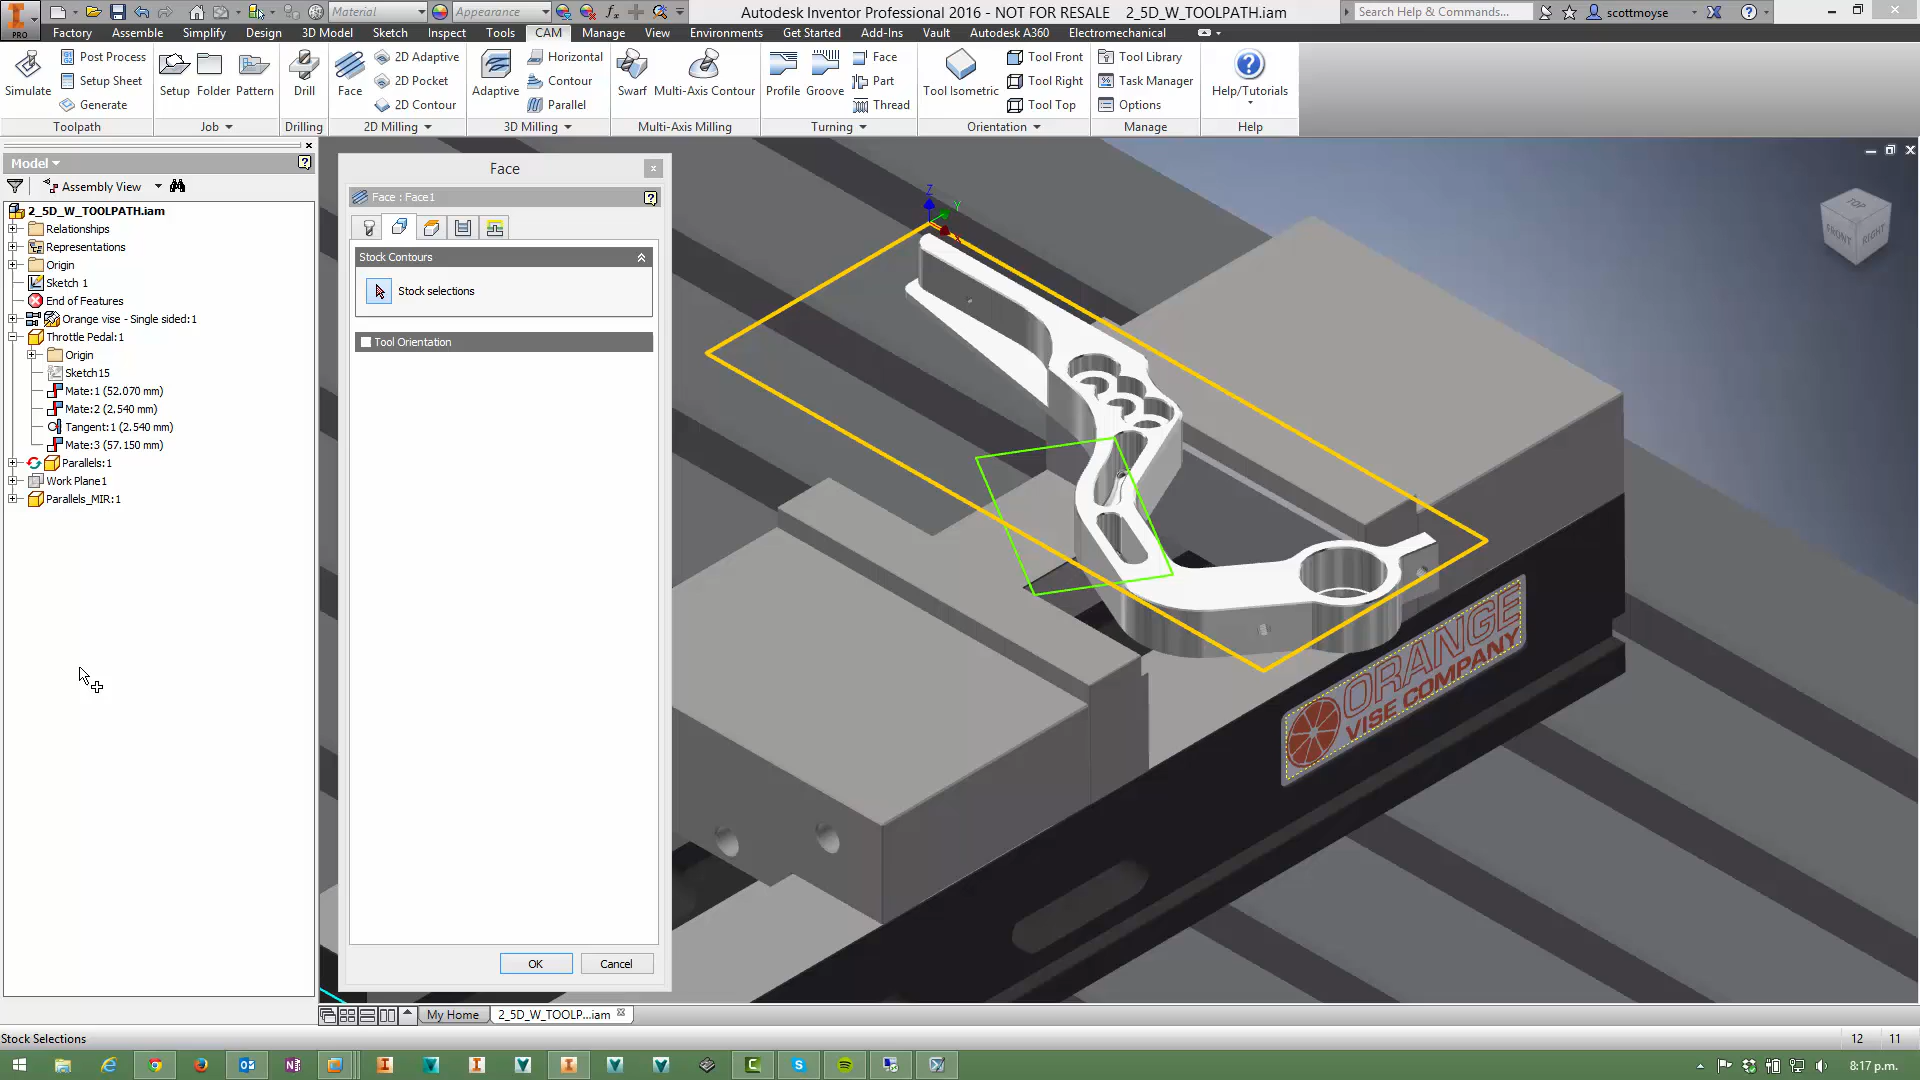 PRO
Material
Appearance
Autodesk Inventor Professional 2016 - NOT FOR RESALE 2_5D_W_TOOLPATH.iam
Search Help & Commands...
scottmoyse
Factory Assemble Simplify Design 3D Model Sketch Inspect Tools CAM Manage View Environments Get Started Add-Ins Vault Autodesk A360 Electromechanical
Simulate
Post Process
Setup Sheet
Generate
Toolpath
Setup
Folder
Pattern
Job
Drill
Drilling
Face
2D Adaptive
2D Pocket
2D Contour
2D Milling
Adaptive
Horizontal
Contour
Parallel
3D Milling
Swarf
Multi-Axis Contour
Multi-Axis Milling
Profile
Groove
Face
Part
Thread
Turning
Tool Isometric
Tool Front
Tool Right
Tool Top
Orientation
Tool Library
Task Manager
Options
Manage
Help/Tutorials
Help
Model
Assembly View
2_5D_W_TOOLPATH.iam
Relationships
Representations
Origin
Sketch 1
End of Features
Orange vise - Single sided:1
Throttle Pedal:1
Origin
Sketch15
Mate:1 (52.070 mm)
Mate:2 (2.540 mm)
Tangent:1 (2.540 mm)
Mate:3 (57.150 mm)
Parallels:1
Work Plane1
Parallels_MIR:1
Face
Face : Face1
Stock Contours
Stock selections
Tool Orientation
OK
Cancel
Z
Y
TOP
FRONT
RIGHT
ORANGE
VISE COMPANY
My Home
2_5D_W_TOOLP...iam
Stock Selections
12 11
8:17 p.m.